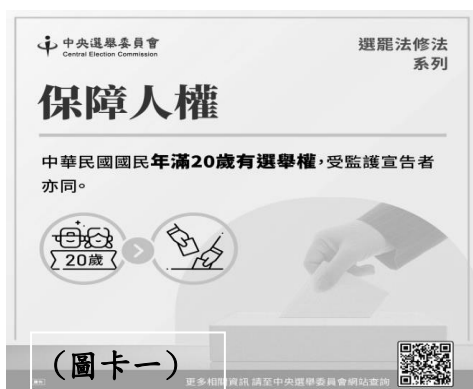 中央選舉委員會
Central Election Commission
選罷法修法
系列
保障人權
中華民國國民年滿20歲有選舉權,受監護宣告者
亦同。
20歲
(圖卡一)
更多相關資訊 請至中央選舉委員會網站查詢